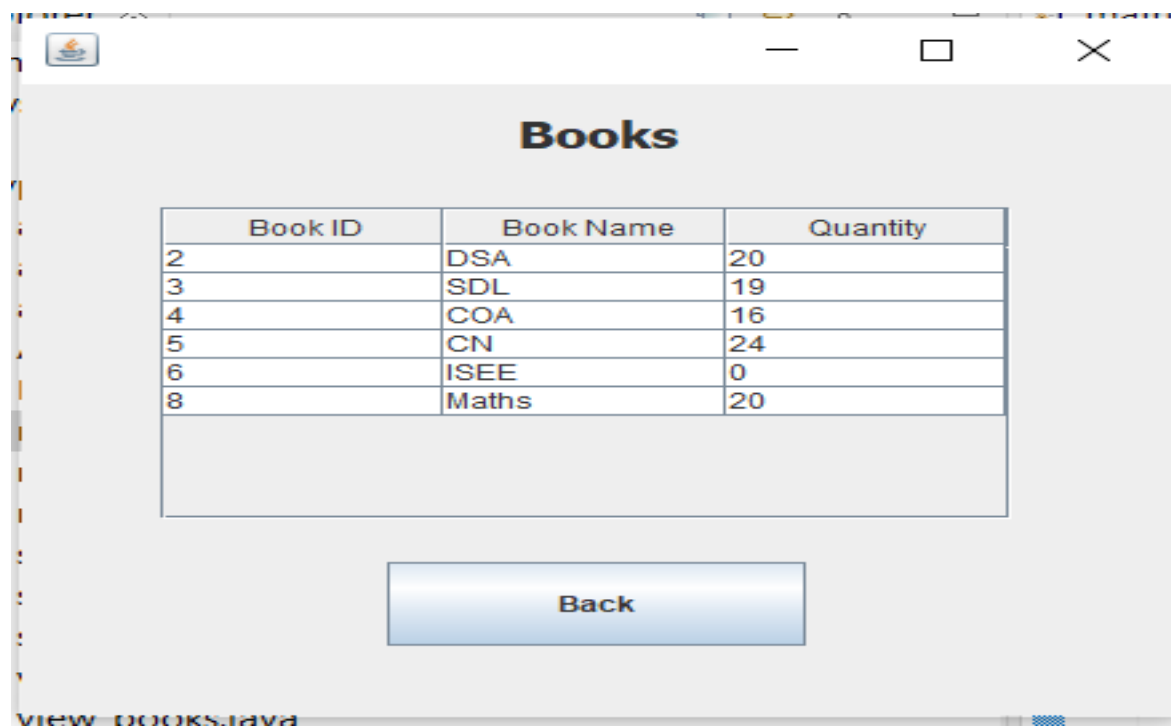 Books
Book ID Book Name Quantity
2 DSA 20
3 SDL 19
4 COA 16
5 CN 24
6 ISEE 0
8 Maths 20
Back
view_books.java